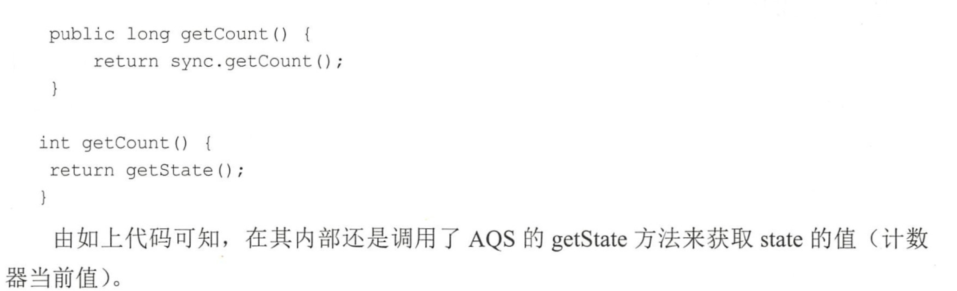 public long getCount() {
return sync.getCount();
}
int getCount() {
return getState();
}
由如上代码可知，在其内部还是调用了 AQS 的 getState 方法来获取 state 的值（计数
器当前值）。